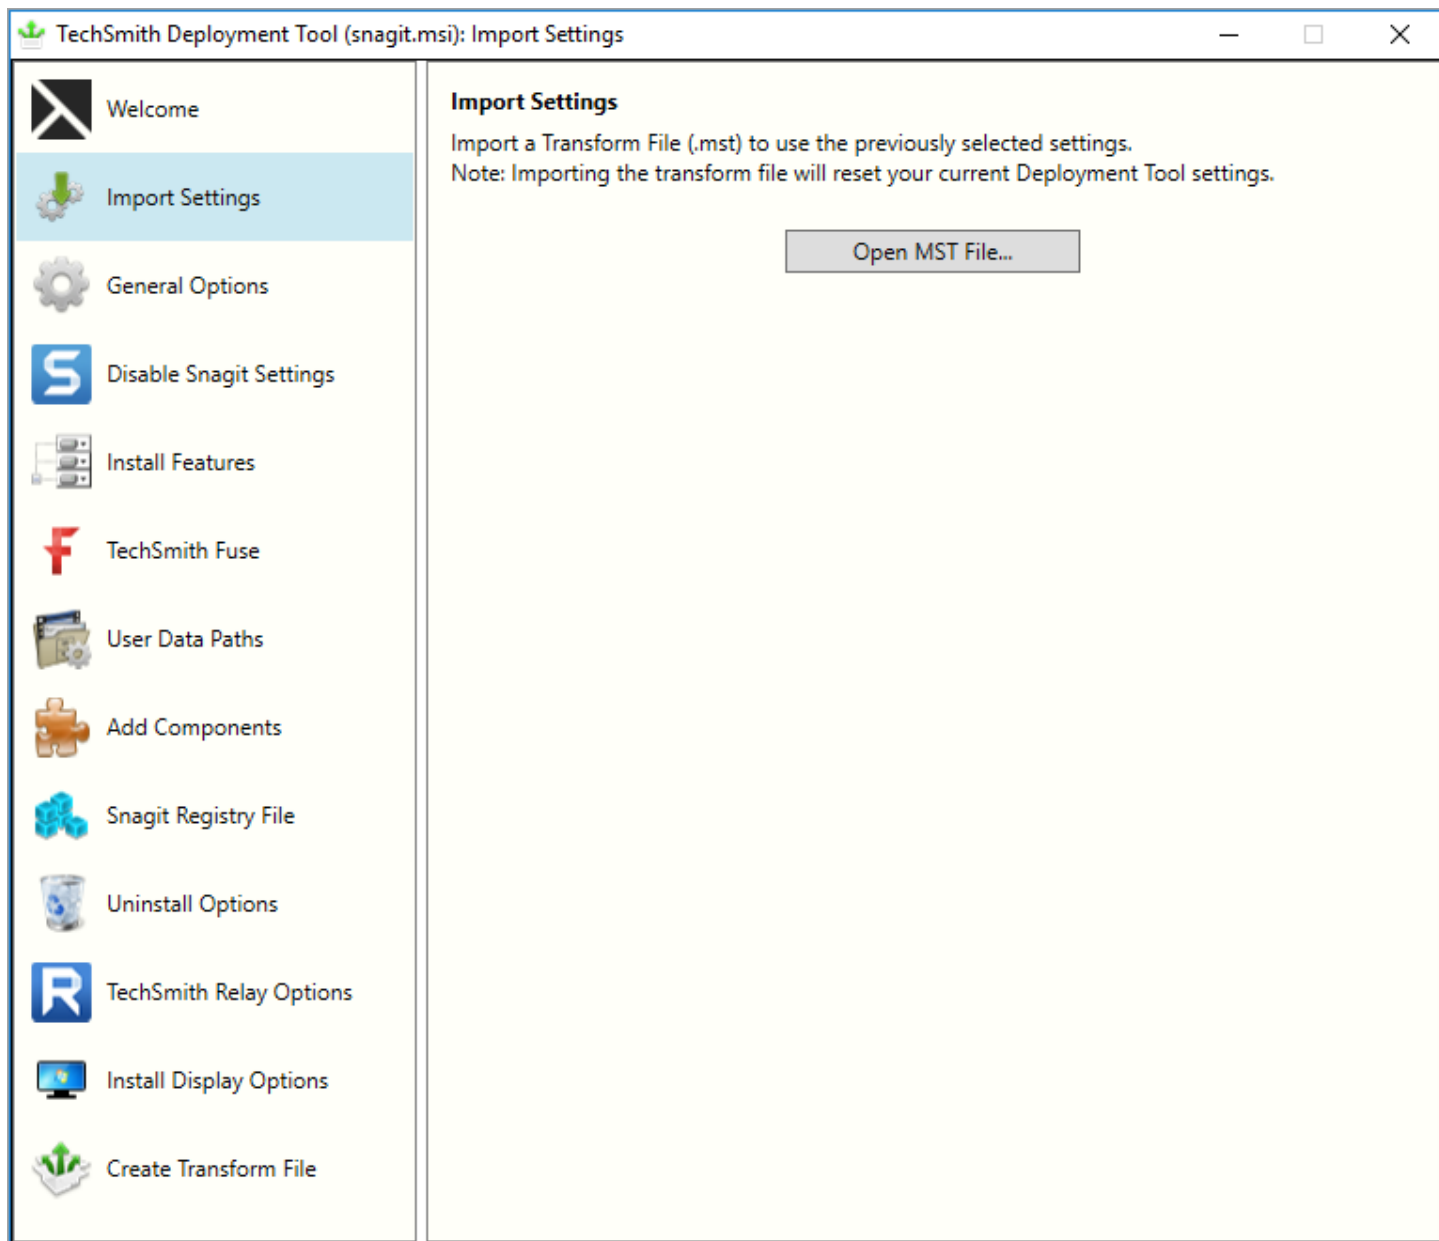 TechSmith Deployment Tool (snagit.msi): Import Settings
Welcome
Import Settings
General Options
Disable Snagit Settings
Install Features
TechSmith Fuse
User Data Paths
Add Components
Snagit Registry File
Uninstall Options
TechSmith Relay Options
Install Display Options
Create Transform File
Import Settings
Import a Transform File (.mst) to use the previously selected settings.
Note: Importing the transform file will reset your current Deployment Tool settings.
Open MST File...